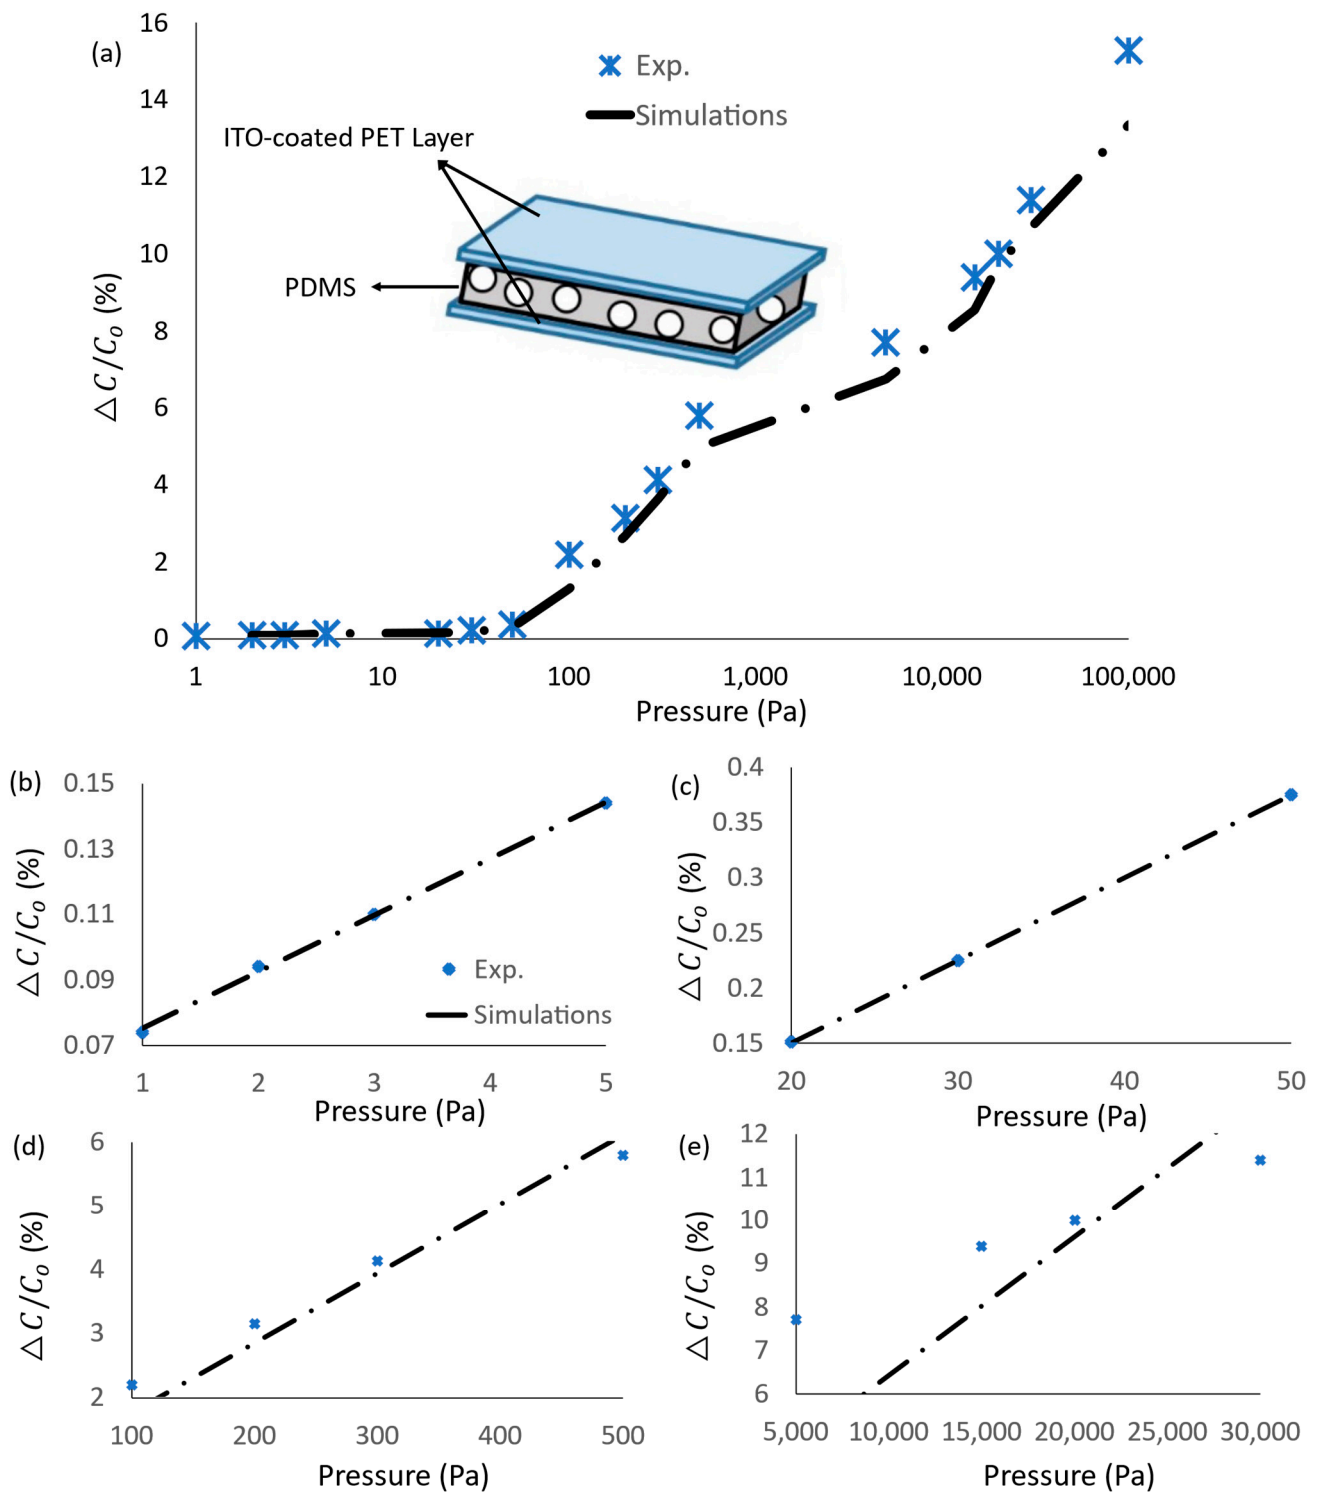 (a)
16
14
12
10
8
6
4
2
0
△C/Cₒ (%)
Exp.
Simulations
ITO-coated PET Layer
PDMS
1 10 100 1,000 10,000 100,000
Pressure (Pa)
(b)
0.15
0.13
0.11
0.09
0.07
△C/Cₒ (%)
Exp.
Simulations
1 2 3 4 5
Pressure (Pa)
(c)
0.4
0.35
0.3
0.25
0.2
0.15
△C/Cₒ (%)
20 30 40 50
Pressure (Pa)
(d)
6
5
4
3
2
△C/Cₒ (%)
100 200 300 400 500
Pressure (Pa)
(e)
12
11
10
9
8
7
6
△C/Cₒ (%)
5,000 10,000 15,000 20,000 25,000 30,000
Pressure (Pa)